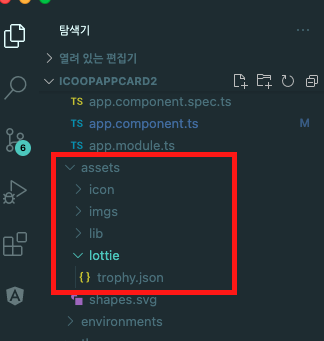 탐색기
열려 있는 편집기
ICOOPAPPCARD2
TS app.component.spec.ts
TS app.component.ts M
TS app.module.ts
assets
icon
imgs
lib
lottie
{} trophy.json
shapes.svg
environments
6